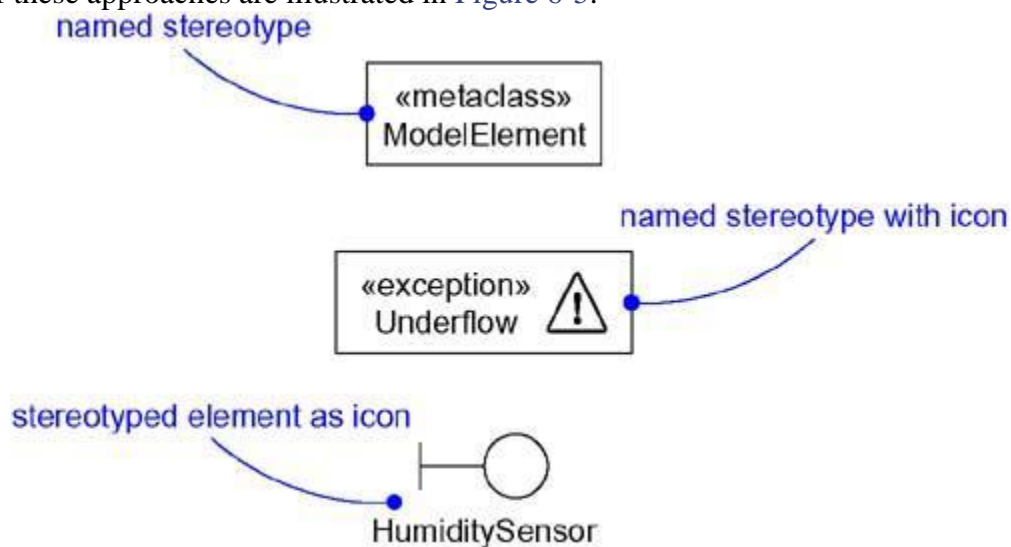 these approaches are illustrated in Figure 6-5.
named stereotype
«metaclass»
ModelElement
named stereotype with icon
«exception»
Underflow
!
stereotyped element as icon
HumiditySensor